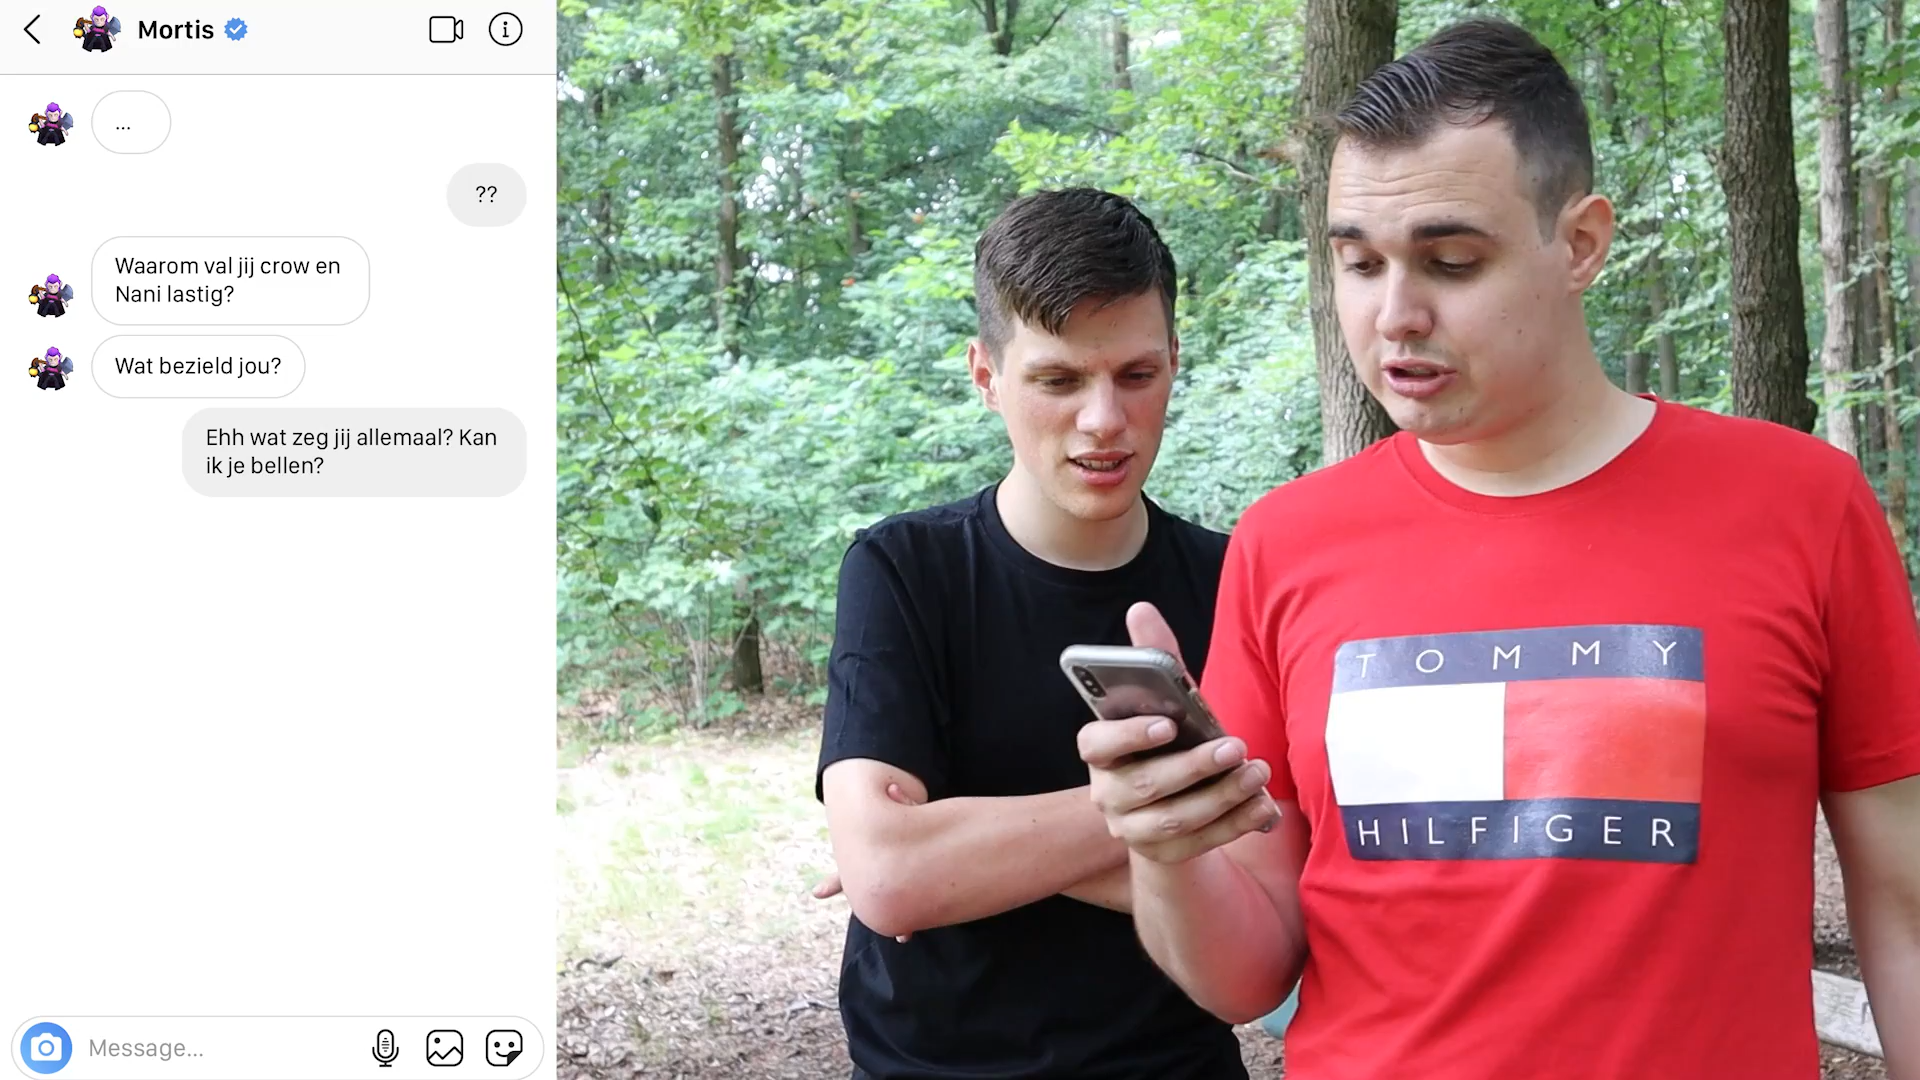 Mortis
...
??
Waarom val jij crow en
Nani lastig?
Wat bezield jou?
Ehh wat zeg jij allemaal? Kan
ik je bellen?
Message...
TOMMY
HILFIGER